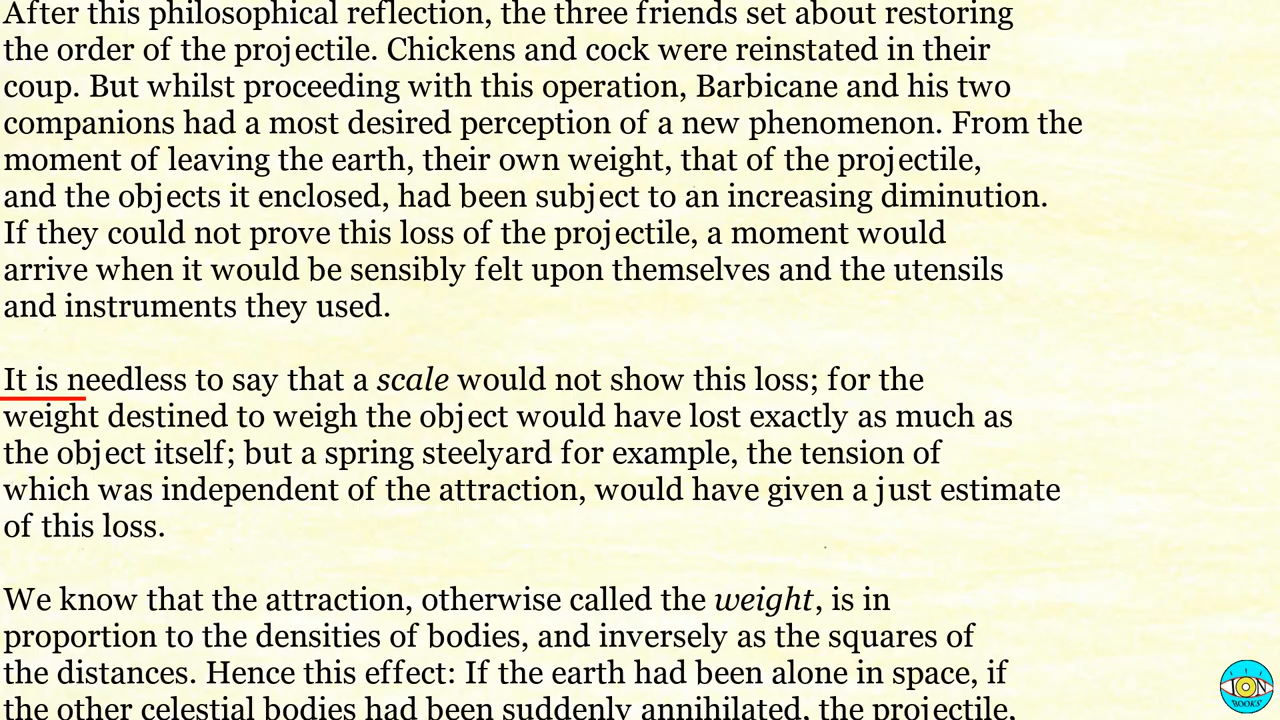 After this philosophical reflection, the three friends set about restoring
the order of the projectile. Chickens and cock were reinstated in their
coup. But whilst proceeding with this operation, Barbicane and his two
companions had a most desired perception of a new phenomenon. From the
moment of leaving the earth, their own weight, that of the projectile,
and the objects it enclosed, had been subject to an increasing diminution.
If they could not prove this loss of the projectile, a moment would
arrive when it would be sensibly felt upon themselves and the utensils
and instruments they used.
It is needless to say that a scale would not show this loss; for the
weight destined to weigh the object would have lost exactly as much as
the object itself; but a spring steelyard for example, the tension of
which was independent of the attraction, would have given a just estimate
of this loss.
We know that the attraction, otherwise called the weight, is in
proportion to the densities of bodies, and inversely as the squares of
the distances. Hence this effect: If the earth had been alone in space, if
the other celestial bodies had been suddenly annihilated, the projectile,
I
ION
BOOKS